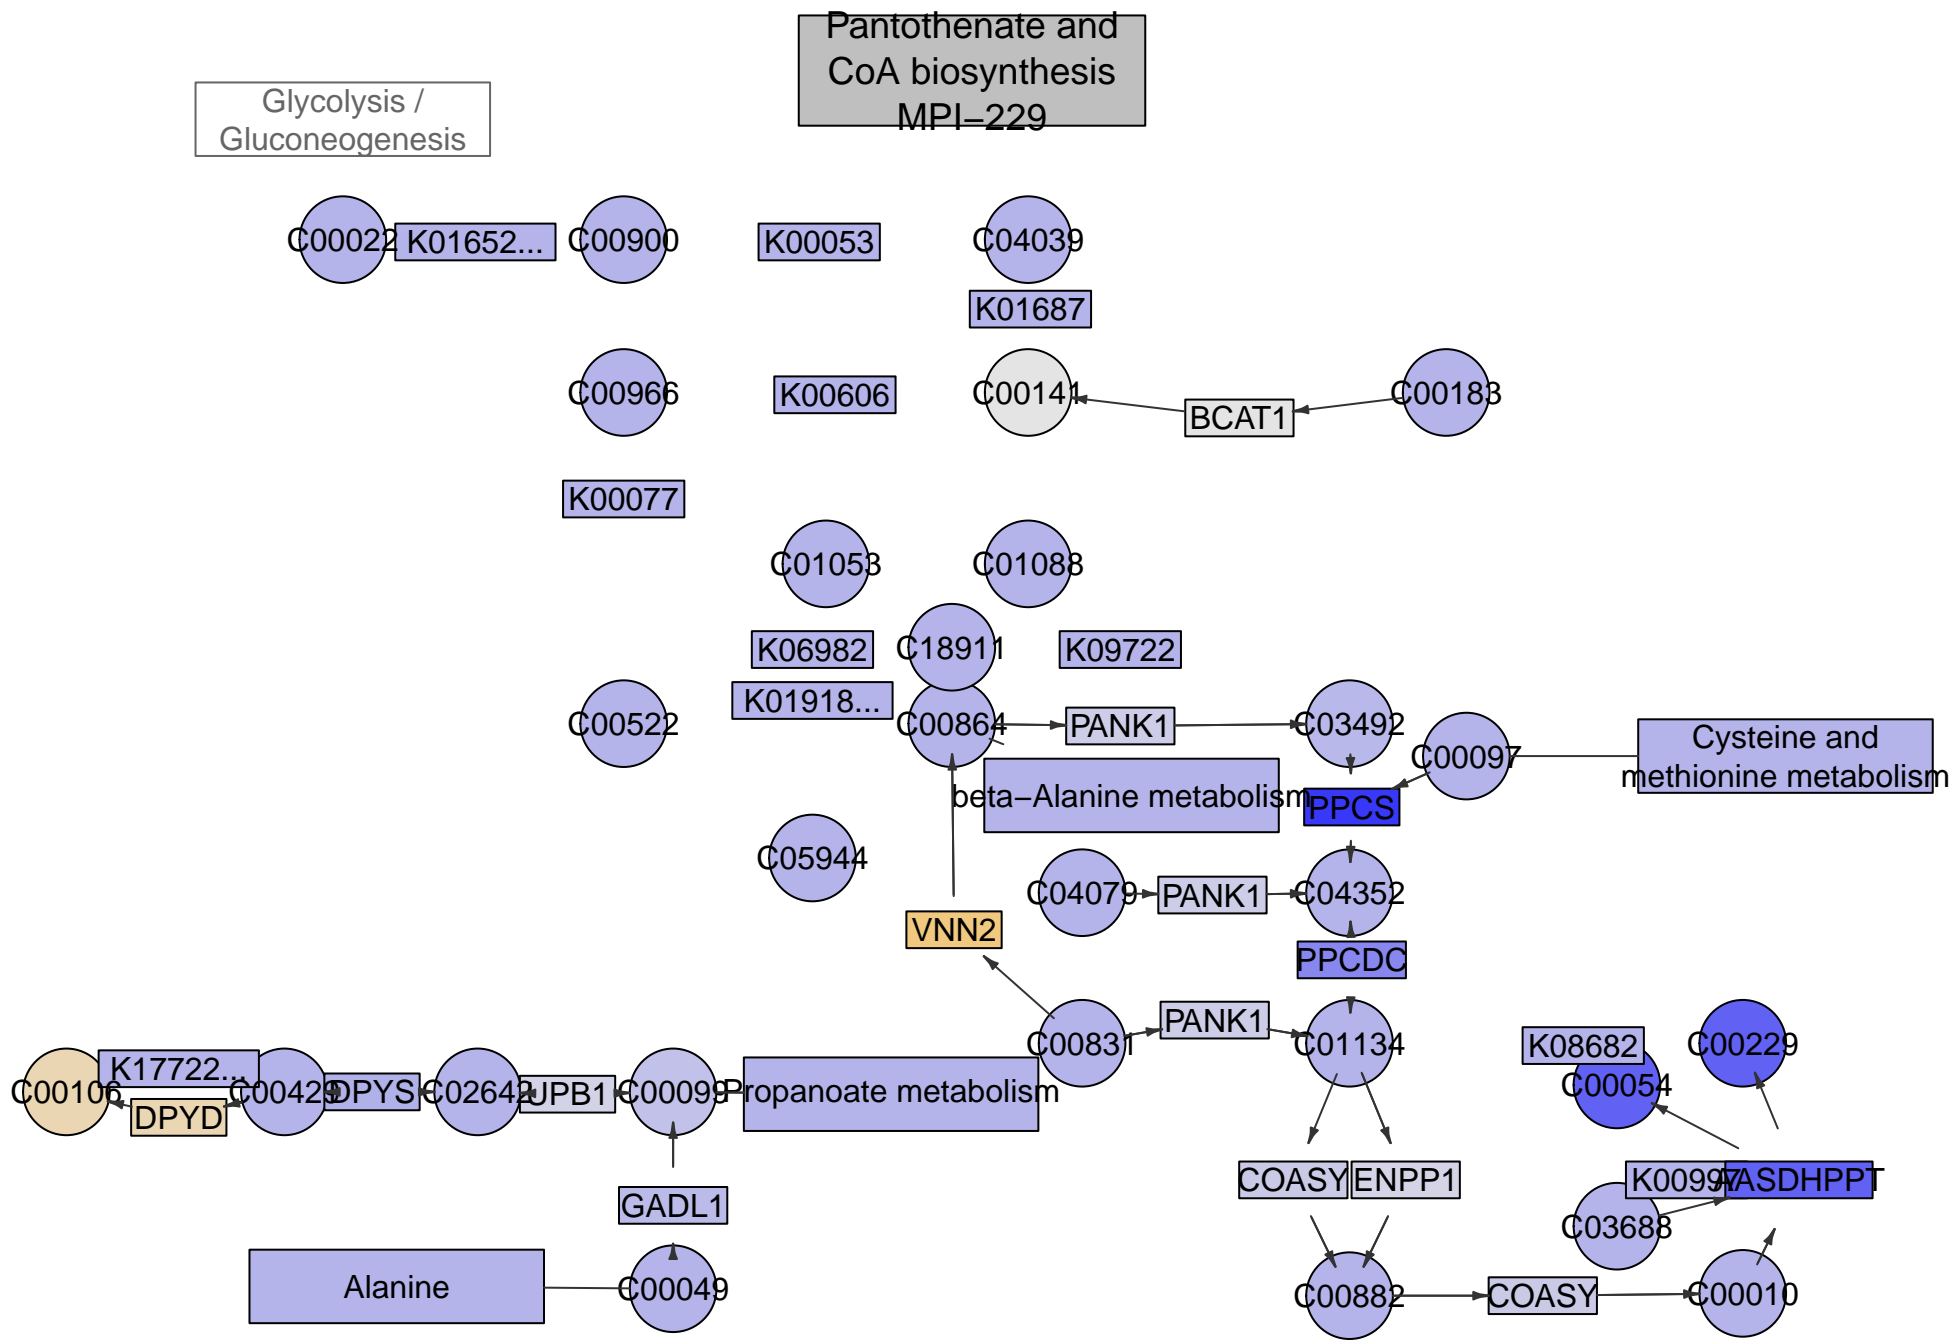 Pantothenate and
CoA biosynthesis
MPI−229
Glycolysis /
Gluconeogenesis
C00022
K01652...
C00900
K00053
C04039
K01687
C00966
K00606
C00141
BCAT1
C00183
K00077
C01053
C01088
K06982
C18911
K09722
K01918...
C00522
C00864
PANK1
C03492
C00097
Cysteine and
methionine metabolism
beta−Alanine metabolism
PPCS
C05944
C04079
PANK1
C04352
VNN2
PPCDC
C00831
PANK1
C01134
K08682
C00229
C00054
K17722...
C00106
DPYD
C00429
DPYS
C02642
UPB1
C00099
Propanoate metabolism
COASY
ENPP1
K00997
AASDHPPT
GADL1
C03688
Alanine
C00049
C00882
COASY
C00010